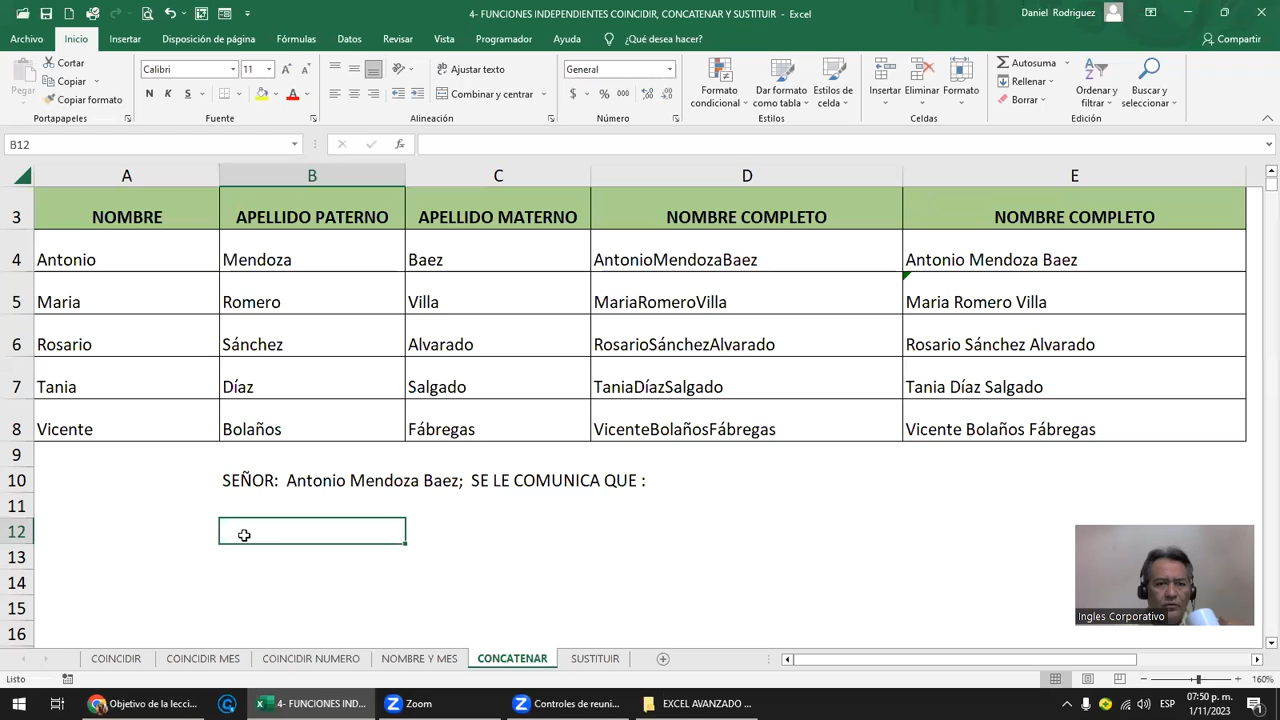 4- FUNCIONES INDEPENDIENTES COINCIDIR, CONCATENAR Y SUSTITUIR - Excel
Daniel Rodriguez
Archivo Inicio Insertar Disposición de página Fórmulas Datos Revisar Vista Programador Ayuda ¿Qué desea hacer? Compartir
Pegar
Cortar
Copiar
Copiar formato
Portapapeles
Calibri 11
N K S
Fuente
Ajustar texto
Combinar y centrar
Alineación
General
$ % 000
Número
Formato condicional
Dar formato como tabla
Estilos de celda
Estilos
Insertar Eliminar Formato
Celdas
Autosuma
Rellenar
Borrar
Ordenar y filtrar
Buscar y seleccionar
Edición
B12
fx
A B C D E
3 NOMBRE APELLIDO PATERNO APELLIDO MATERNO NOMBRE COMPLETO NOMBRE COMPLETO
4 Antonio Mendoza Baez AntonioMendozaBaez Antonio Mendoza Baez
5 Maria Romero Villa MariaRomeroVilla Maria Romero Villa
6 Rosario Sánchez Alvarado RosarioSánchezAlvarado Rosario Sánchez Alvarado
7 Tania Díaz Salgado TaniaDíazSalgado Tania Díaz Salgado
8 Vicente Bolaños Fábregas VicenteBolañosFábregas Vicente Bolaños Fábregas
9
10 SEÑOR: Antonio Mendoza Baez; SE LE COMUNICA QUE :
11
12
13
14
15
16
Ingles Corporativo
COINCIDIR COINCIDIR MES COINCIDIR NUMERO NOMBRE Y MES CONCATENAR SUSTITUIR
Listo
160%
Objetivo de la lecci...
4- FUNCIONES IND...
Zoom
Controles de reuni...
EXCEL AVANZADO ...
ESP
07:50 p. m.
1/11/2023